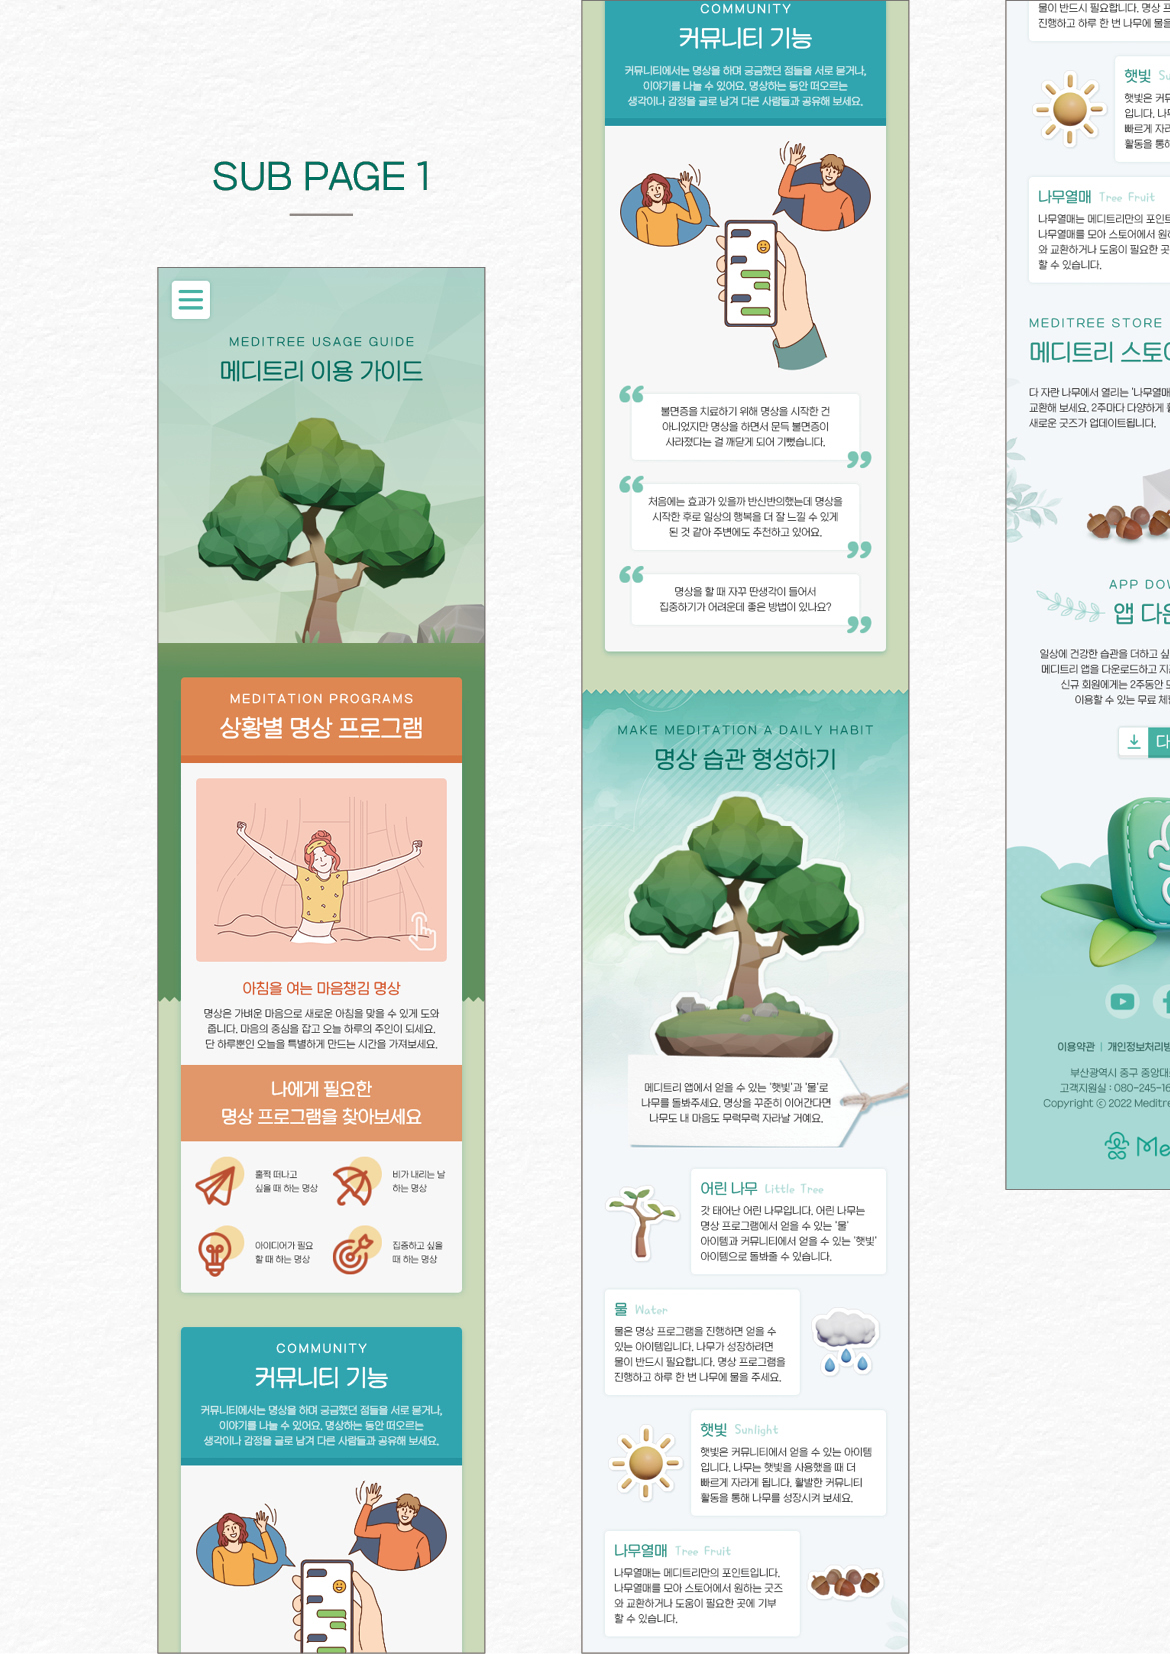 SUB PAGE 1
MEDITREE USAGE GUIDE
메디트리 이용 가이드
MEDITATION PROGRAMS
상황별 명상 프로그램
아침을 여는 마음챙김 명상
명상은 가벼운 마음으로 새로운 아침을 맞을 수 있게 도와
줍니다. 마음의 중심을 잡고 오늘 하루의 주인이 되세요.
단 하루뿐인 오늘을 특별하게 만드는 시간을 가져보세요.
나에게 필요한
명상 프로그램을 찾아보세요
훌쩍 떠나고
싶을 때 하는 명상
비가 내리는 날
하는 명상
아이디어가 필요
할 때 하는 명상
집중하고 싶을
때 하는 명상
COMMUNITY
커뮤니티 기능
커뮤니티에서는 명상을 하며 궁금했던 점들을 서로 묻거나,
이야기를 나눌 수 있어요. 명상하는 동안 떠오르는
생각이나 감정을 글로 남겨 다른 사람들과 공유해 보세요.
COMMUNITY
커뮤니티 기능
커뮤니티에서는 명상을 하며 궁금했던 점들을 서로 묻거나,
이야기를 나눌 수 있어요. 명상하는 동안 떠오르는
생각이나 감정을 글로 남겨 다른 사람들과 공유해 보세요.
불면증을 치료하기 위해 명상을 시작한 건
아니었지만 명상을 하면서 문득 불면증이
사라졌다는 걸 깨닫게 되어 기뻤습니다.
처음에는 효과가 있을까 반신반의했는데 명상을
시작한 후로 일상의 행복을 더 잘 느낄 수 있게
된 것 같아 주변에도 추천하고 있어요.
명상을 할 때 자꾸 딴생각이 들어서
집중하기가 어려운데 좋은 방법이 있나요?
MAKE MEDITATION A DAILY HABIT
명상 습관 형성하기
메디트리 앱에서 얻을 수 있는 '햇빛'과 '물'로
나무를 돌봐주세요. 명상을 꾸준히 이어간다면
나무도 내 마음도 무럭무럭 자라날 거예요.
어린 나무 Little Tree
갓 태어난 어린 나무입니다. 어린 나무는
명상 프로그램에서 얻을 수 있는 '물'
아이템과 커뮤니티에서 얻을 수 있는 '햇빛'
아이템으로 돌봐줄 수 있습니다.
물 Water
물은 명상 프로그램을 진행하면 얻을 수
있는 아이템입니다. 나무가 성장하려면
물이 반드시 필요합니다. 명상 프로그램을
진행하고 하루 한 번 나무에 물을 주세요.
햇빛 Sunlight
햇빛은 커뮤니티에서 얻을 수 있는 아이템
입니다. 나무는 햇빛을 사용했을 때 더
빠르게 자라게 됩니다. 활발한 커뮤니티
활동을 통해 나무를 성장시켜 보세요.
나무열매 Tree Fruit
나무열매는 메디트리만의 포인트입니다.
나무열매를 모아 스토어에서 원하는 굿즈
와 교환하거나 도움이 필요한 곳에 기부
할 수 있습니다.
물이 반드시 필요합니다. 명상 프
진행하고 하루 한 번 나무에 물을
햇빛 Su
햇빛은 커뮤
입니다. 나무
빠르게 자라
활동을 통해
나무열매 Tree Fruit
나무열매는 메디트리만의 포인트
나무열매를 모아 스토어에서 원하
와 교환하거나 도움이 필요한 곳
할 수 있습니다.
MEDITREE STORE
메디트리 스토어
다 자란 나무에서 열리는 '나무열매
교환해 보세요. 2주마다 다양하게
새로운 굿즈가 업데이트됩니다.
APP DOW
앱 다운
일상에 건강한 습관을 더하고 싶
메디트리 앱을 다운로드하고 지
신규 회원에게는 2주동안 모
이용할 수 있는 무료 체험
다
이용약관 | 개인정보처리방
부산광역시 중구 중앙대
고객지원실 : 080-245-16
Copyright ⓒ 2022 Meditre
Me